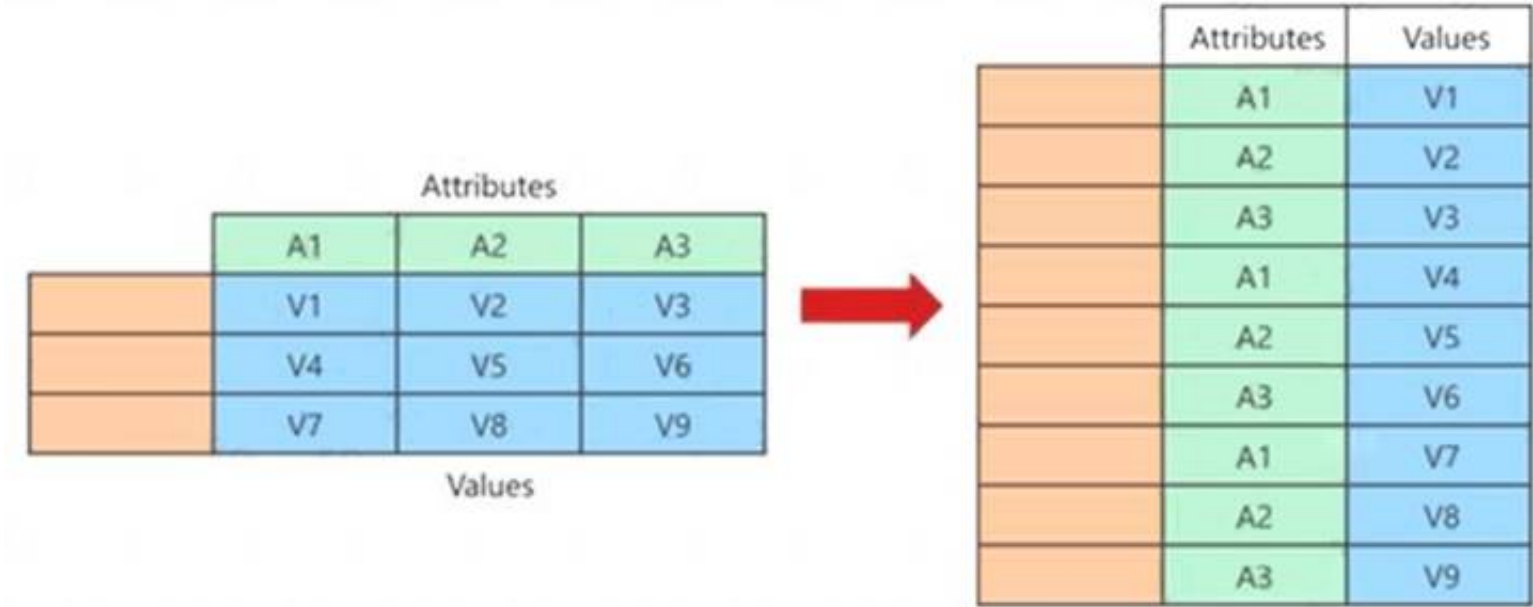 Attributes
A1 A2 A3
V1 V2 V3
V4 V5 V6
V7 V8 V9
Values
Attributes Values
A1 V1
A2 V2
A3 V3
A1 V4
A2 V5
A3 V6
A1 V7
A2 V8
A3 V9